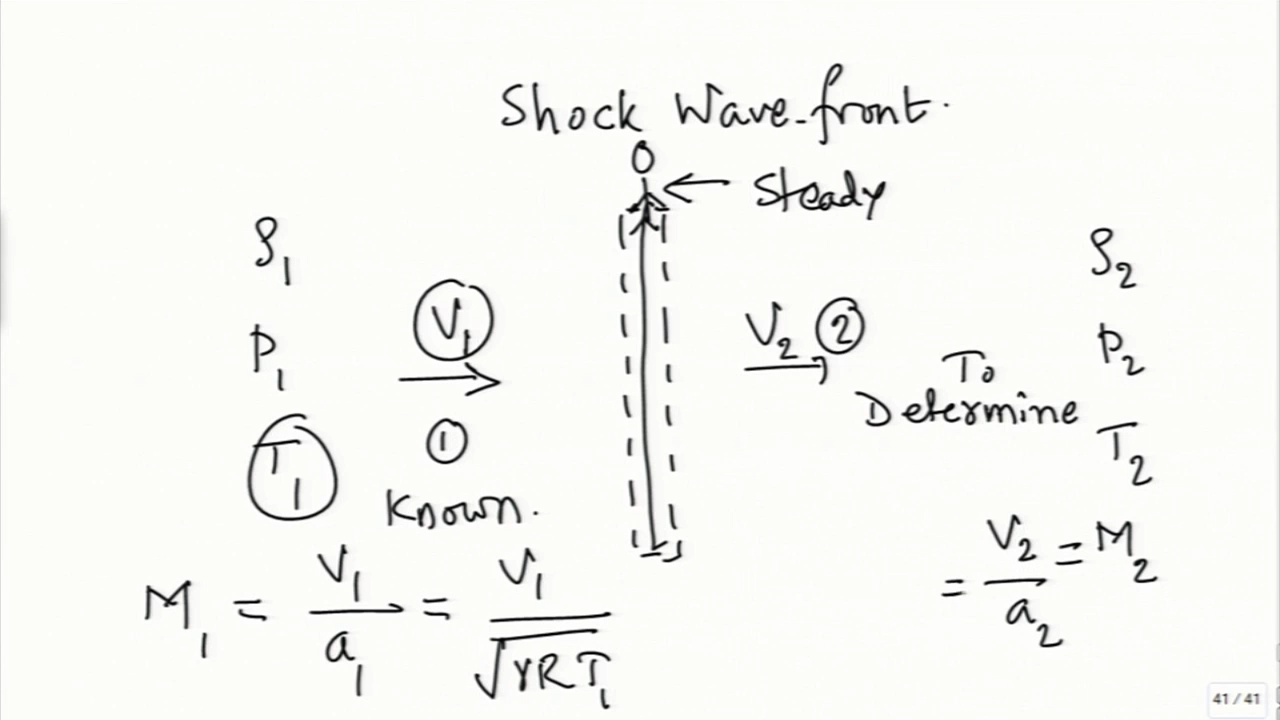 Shock Wave-front.
0
← Steady
ρ₁
V₁
p₁
T₁
①
Known.
M₁ = V₁ / a₁ = V₁ / √γRT₁
V₂ ②
To
Determine
ρ₂
p₂
T₂
= V₂ / a₂ = M₂
41 / 41